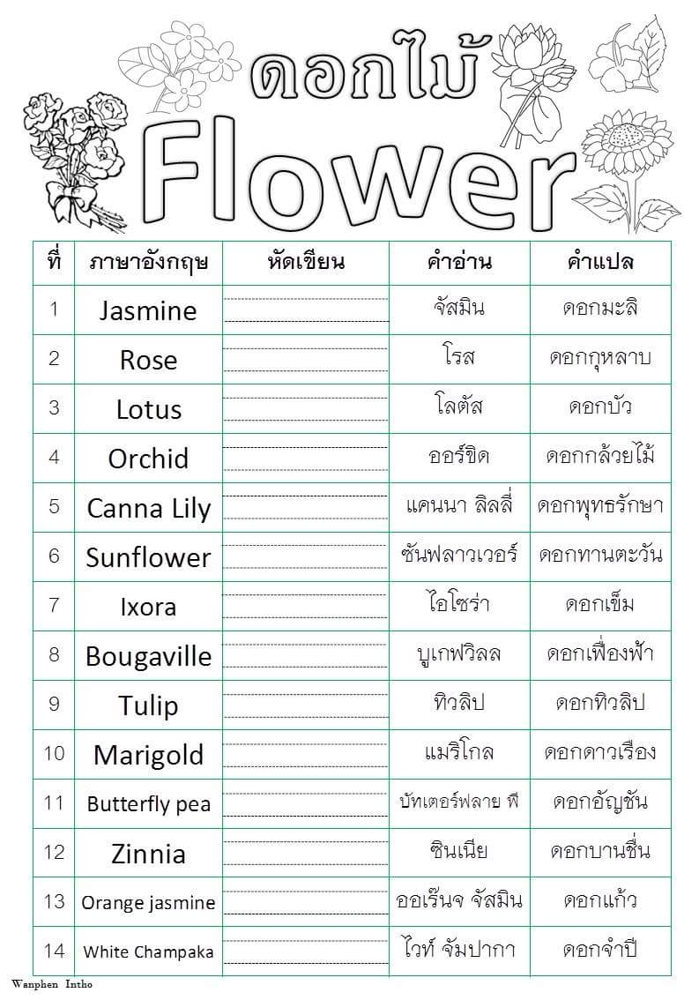 ดอกไม้
Flower
ที่ ภาษาอังกฤษ หัดเขียน คำอ่าน คำแปล
1 Jasmine จัสมิน ดอกมะลิ
2 Rose โรส ดอกกุหลาบ
3 Lotus โลตัส ดอกบัว
4 Orchid ออร์ขิด ดอกกล้วยไม้
5 Canna Lily แคนนา ลิลลี่ ดอกพุทธรักษา
6 Sunflower ซันฟลาวเวอร์ ดอกทานตะวัน
7 Ixora ไอโซร่า ดอกเข็ม
8 Bougaville บูเกฟวิลล ดอกเฟื่องฟ้า
9 Tulip ทิวลิป ดอกทิวลิป
10 Marigold แมริโกล ดอกดาวเรือง
11 Butterfly pea บัทเตอร์ฟลาย พี ดอกอัญชัน
12 Zinnia ซินเนีย ดอกบานชื่น
13 Orange jasmine ออเร๊นจ จัสมิน ดอกแก้ว
14 White Champaka ไวท์ จัมปากา ดอกจำปี
Wanphen Intho